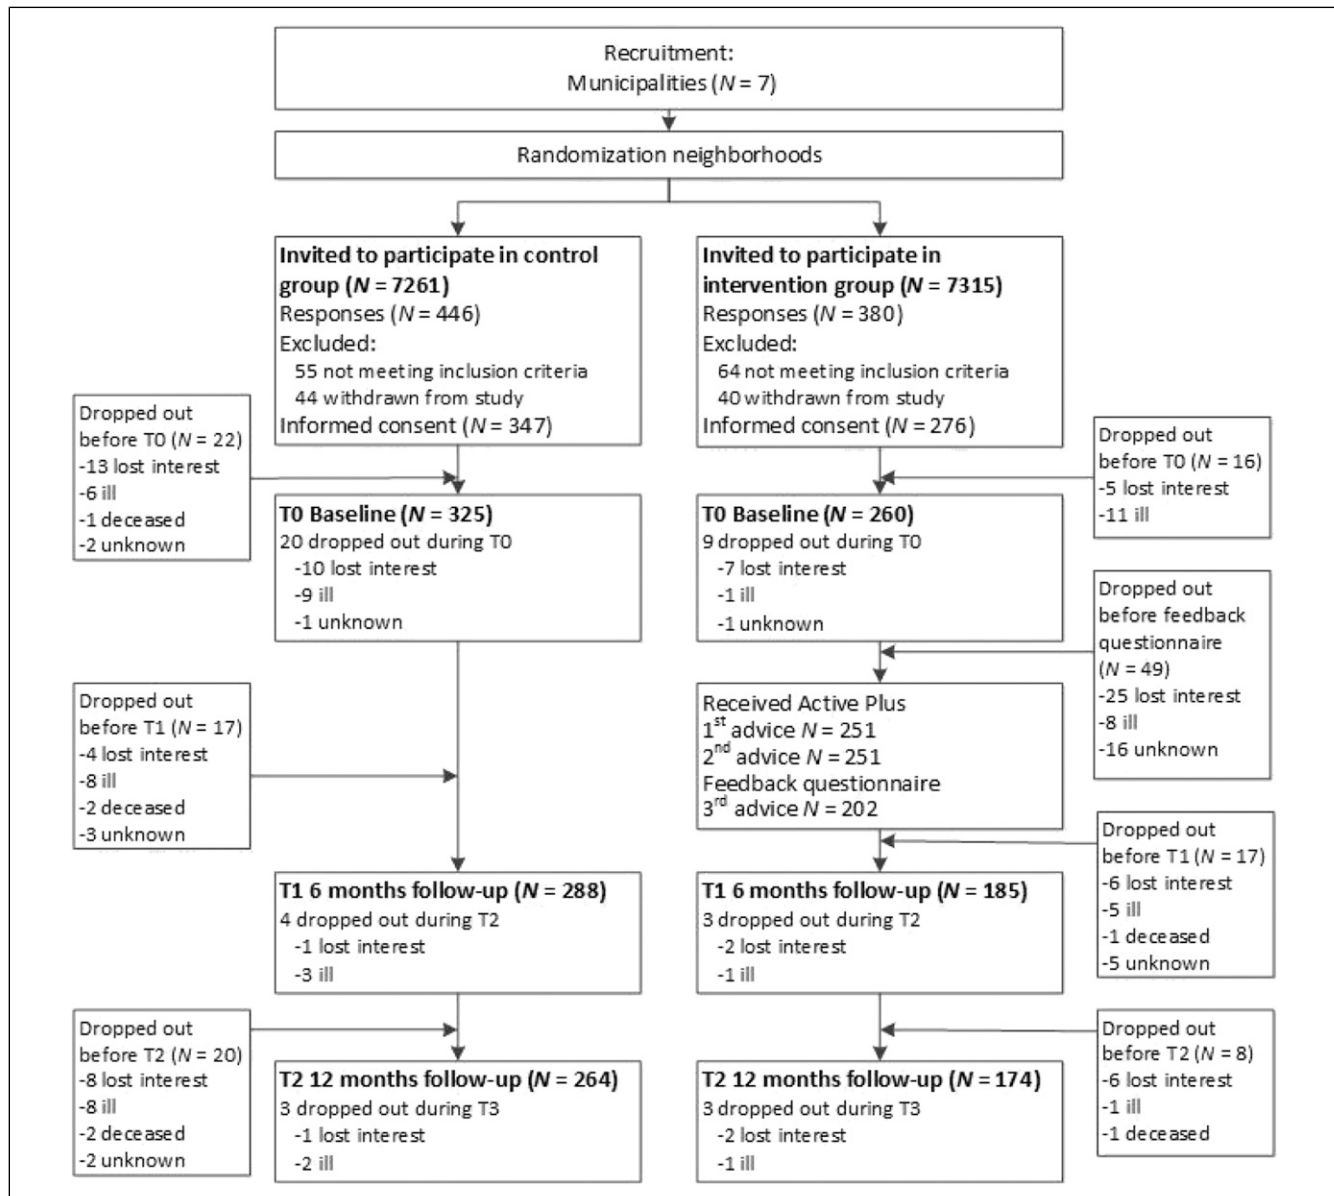 Recruitment:
Municipalities (N = 7)
Randomization neighborhoods
Invited to participate in control
group (N = 7261)
Responses (N = 446)
Excluded:
55 not meeting inclusion criteria
44 withdrawn from study
Informed consent (N = 347)
Invited to participate in
intervention group (N = 7315)
Responses (N = 380)
Excluded:
64 not meeting inclusion criteria
40 withdrawn from study
Informed consent (N = 276)
Dropped out
before T0 (N = 22)
-13 lost interest
-6 ill
-1 deceased
-2 unknown
Dropped out
before T0 (N = 16)
-5 lost interest
-11 ill
T0 Baseline (N = 325)
20 dropped out during T0
-10 lost interest
-9 ill
-1 unknown
T0 Baseline (N = 260)
9 dropped out during T0
-7 lost interest
-1 ill
-1 unknown
Dropped out
before feedback
questionnaire
(N = 49)
-25 lost interest
-8 ill
-16 unknown
Dropped out
before T1 (N = 17)
-4 lost interest
-8 ill
-2 deceased
-3 unknown
Received Active Plus
1st advice N = 251
2nd advice N = 251
Feedback questionnaire
3rd advice N = 202
Dropped out
before T1 (N = 17)
-6 lost interest
-5 ill
-1 deceased
-5 unknown
T1 6 months follow-up (N = 288)
4 dropped out during T2
-1 lost interest
-3 ill
T1 6 months follow-up (N = 185)
3 dropped out during T2
-2 lost interest
-1 ill
Dropped out
before T2 (N = 20)
-8 lost interest
-8 ill
-2 deceased
-2 unknown
Dropped out
before T2 (N = 8)
-6 lost interest
-1 ill
-1 deceased
T2 12 months follow-up (N = 264)
3 dropped out during T3
-1 lost interest
-2 ill
T2 12 months follow-up (N = 174)
3 dropped out during T3
-2 lost interest
-1 ill